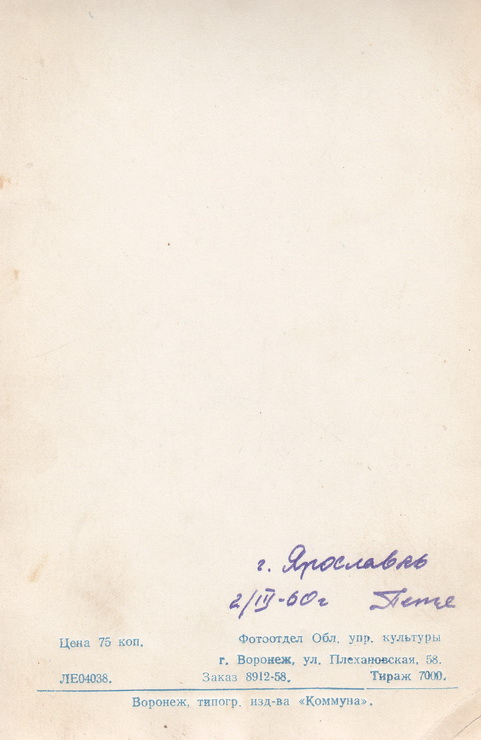 г. Ярославль
2/III-60г Пете
Цена 75 коп. Фотоотдел Обл. упр. культуры
г. Воронеж, ул. Плехановская, 58.
ЛЕ04038. Заказ 8912-58. Тираж 7000.
Воронеж, типогр. изд-ва «Коммуна».